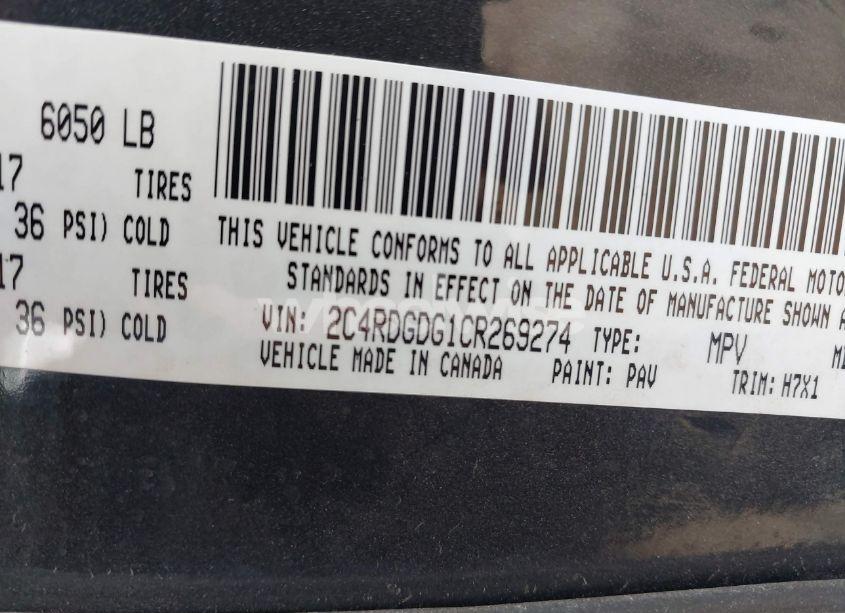 6050 LB
17 TIRES
36 PSI) COLD
17 TIRES
36 PSI) COLD
THIS VEHICLE CONFORMS TO ALL APPLICABLE U.S.A. FEDERAL MOTO
STANDARDS IN EFFECT ON THE DATE OF MANUFACTURE SHOWN A
VIN: 2C4RDGDG1CR269274 TYPE: MPV
VEHICLE MADE IN CANADA PAINT: PAV TRIM: H7X1